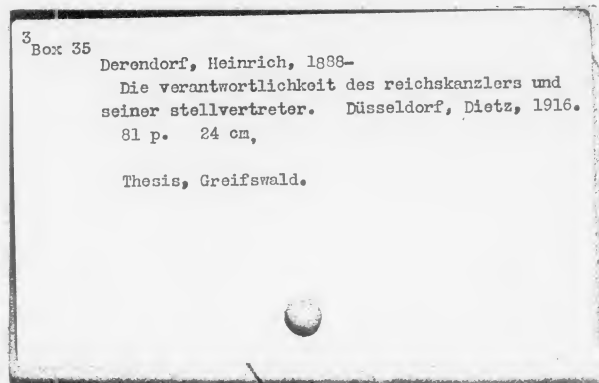 3
Box 35
Derendorf, Heinrich, 1888-
Die verantwortlichkeit des reichskanzlers und
seiner stellvertreter. Düsseldorf, Dietz, 1916.
81 p. 24 cm,
Thesis, Greifswald.